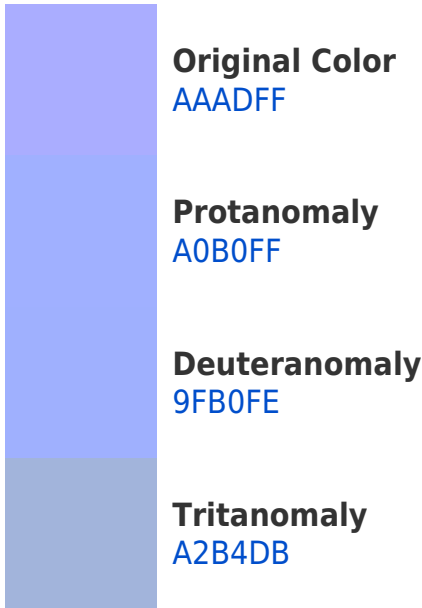 Original Color
AAADFF
Protanomaly
A0B0FF
Deuteranomaly
9FB0FE
Tritanomaly
A2B4DB